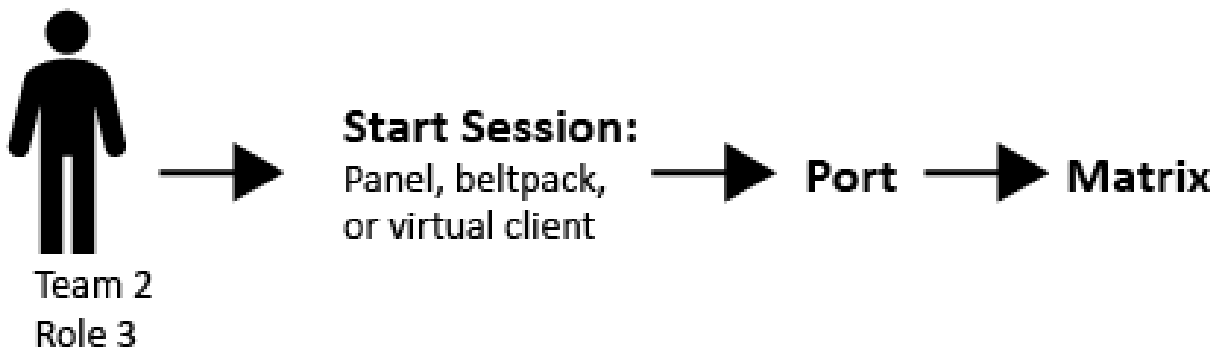 Team 2
Role 3
Start Session:
Panel, beltpack,
or virtual client
Port
Matrix